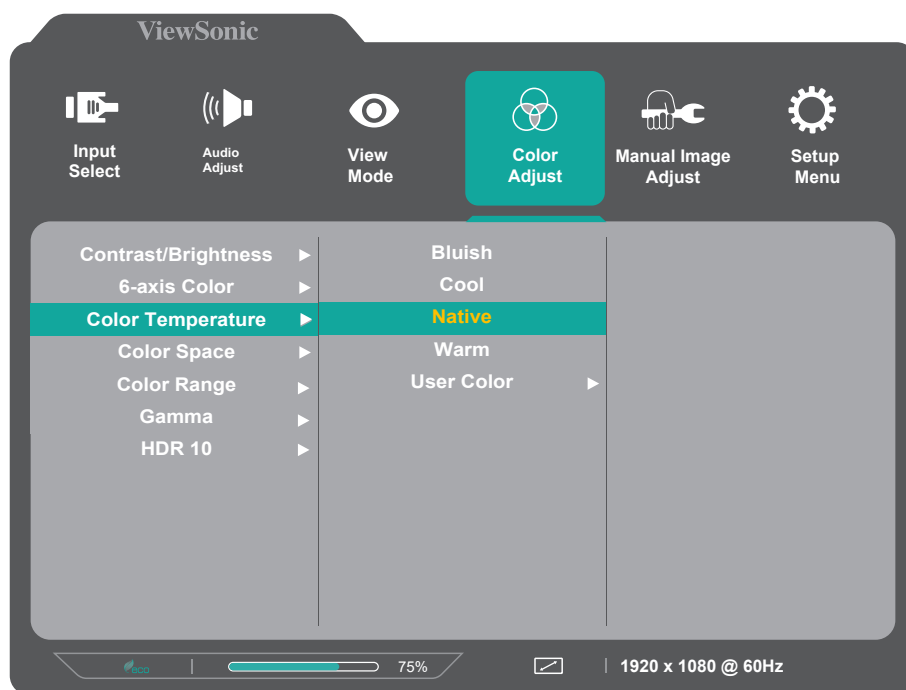 ViewSonic
Input
Select
Audio
Adjust
View
Mode
Color
Adjust
Manual Image
Adjust
Setup
Menu
Contrast/Brightness
6-axis Color
Color Temperature
Color Space
Color Range
Gamma
HDR 10
Bluish
Cool
Native
Warm
User Color
eco
75%
1920 x 1080 @ 60Hz